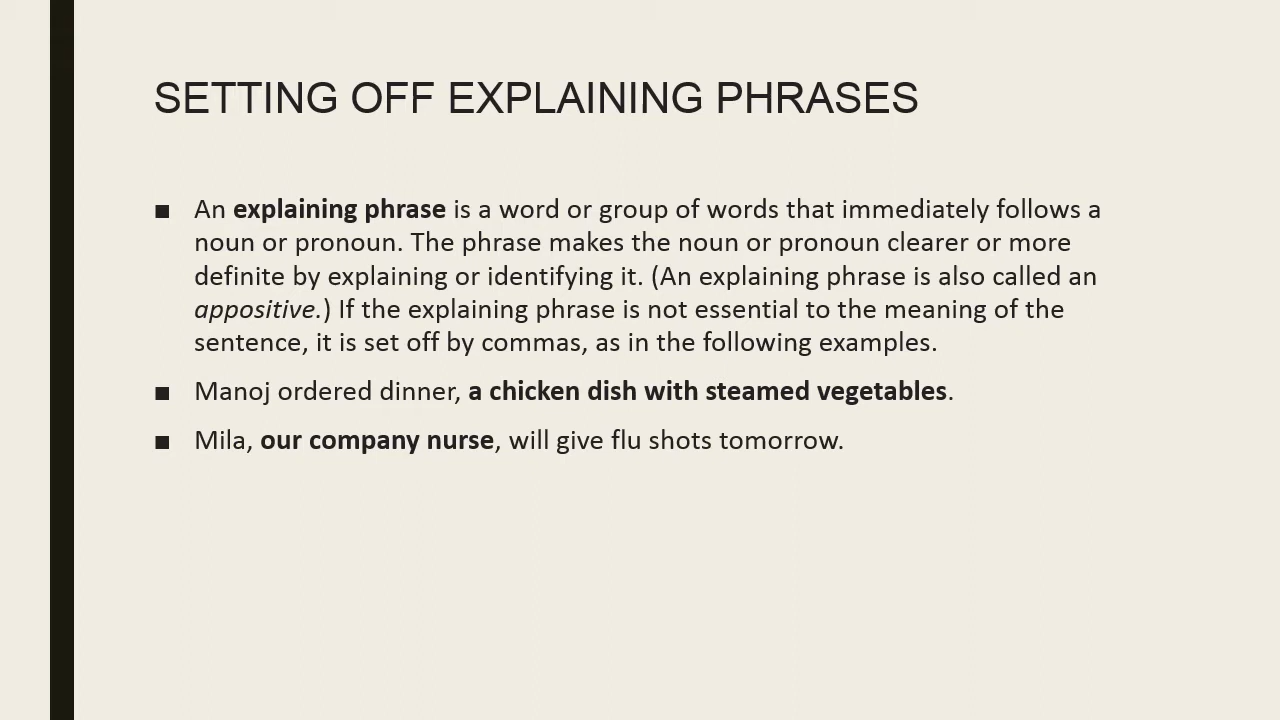 SETTING OFF EXPLAINING PHRASES
■ An explaining phrase is a word or group of words that immediately follows a
noun or pronoun. The phrase makes the noun or pronoun clearer or more
definite by explaining or identifying it. (An explaining phrase is also called an
appositive.) If the explaining phrase is not essential to the meaning of the
sentence, it is set off by commas, as in the following examples.
■ Manoj ordered dinner, a chicken dish with steamed vegetables.
■ Mila, our company nurse, will give flu shots tomorrow.